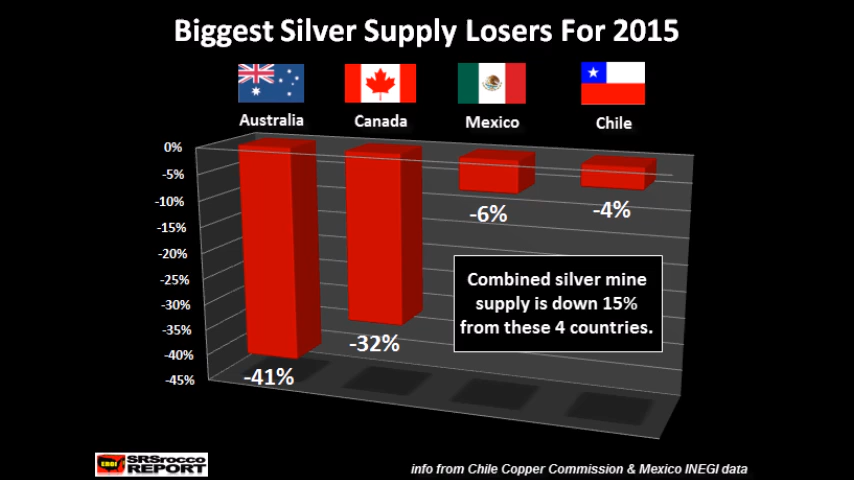 Biggest Silver Supply Losers For 2015
Australia
Canada
Mexico
Chile
0%
-5%
-10%
-15%
-20%
-25%
-30%
-35%
-40%
-45%
-41%
-32%
-6%
-4%
Combined silver mine
supply is down 15%
from these 4 countries.
SRSrocco
REPORT
info from Chile Copper Commission & Mexico INEGI data